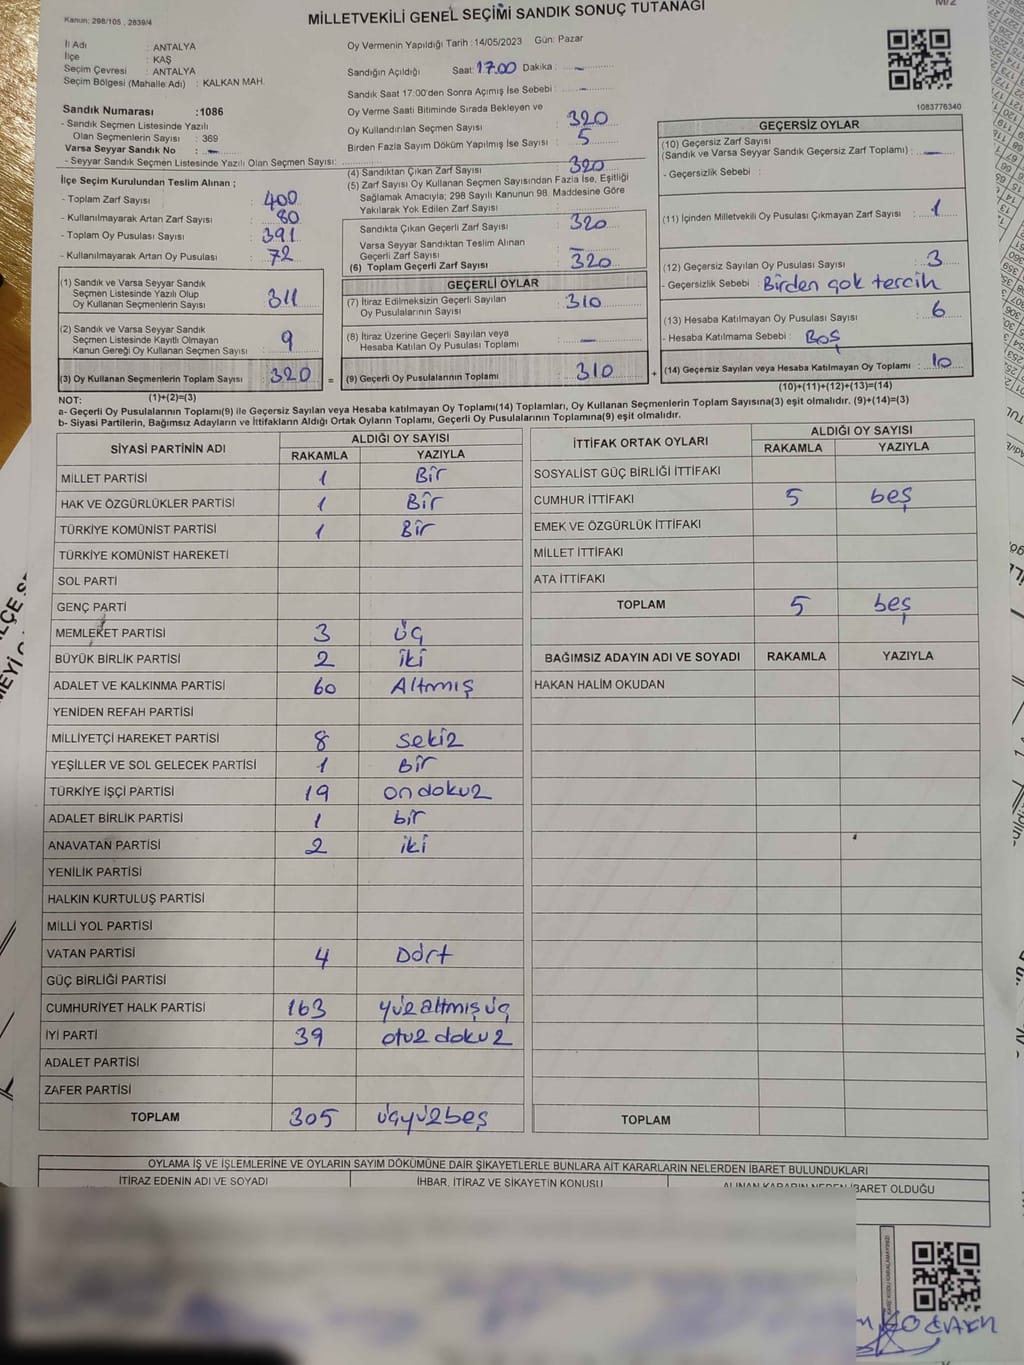 M/2
Kanun: 298/105 , 2839/4
MİLLETVEKİLİ GENEL SEÇİMİ SANDIK SONUÇ TUTANAĞI
İl Adı : ANTALYA
İlçe : KAŞ
Seçim Çevresi : ANTALYA
Seçim Bölgesi (Mahalle Adı) : KALKAN MAH.
Oy Vermenin Yapıldığı Tarih :14/05/2023 Gün: Pazar
Sandığın Açıldığı Saat: 17.00 Dakika : –
Sandık Saat 17:00'den Sonra Açımış İse Sebebi : –
Sandık Numarası :1086
- Sandık Seçmen Listesinde Yazılı
Olan Seçmenlerin Sayısı : 369
Varsa Seyyar Sandık No : –
- Seyyar Sandık Seçmen Listesinde Yazılı Olan Seçmen Sayısı:
Oy Verme Saati Bitiminde Sırada Bekleyen ve
Oy Kullandırılan Seçmen Sayısı : 320
Birden Fazla Sayım Döküm Yapılmış İse Sayısı : 5
1083776340
İlçe Seçim Kurulundan Teslim Alınan ;
- Toplam Zarf Sayısı : 400
- Kullanılmayarak Artan Zarf Sayısı : 80
- Toplam Oy Pusulası Sayısı : 391
- Kullanılmayarak Artan Oy Pusulası : 72
(4) Sandıktan Çıkan Zarf Sayısı : 320
(5) Zarf Sayısı Oy Kullanan Seçmen Sayısından Fazla İse, Eşitliği
Sağlamak Amacıyla; 298 Sayılı Kanunun 98. Maddesine Göre
Yakılarak Yok Edilen Zarf Sayısı :
Sandıkta Çıkan Geçerli Zarf Sayısı : 320
Varsa Seyyar Sandıktan Teslim Alınan
Geçerli Zarf Sayısı : –
(6) Toplam Geçerli Zarf Sayısı : 320
GEÇERSİZ OYLAR
(10) Geçersiz Zarf Sayısı
(Sandık ve Varsa Seyyar Sandık Geçersiz Zarf Toplamı) : –
- Geçersizlik Sebebi :
(11) İçinden Milletvekili Oy Pusulası Çıkmayan Zarf Sayısı : 1
(12) Geçersiz Sayılan Oy Pusulası Sayısı : 3
- Geçersizlik Sebebi : Birden çok tercih
(13) Hesaba Katılmayan Oy Pusulası Sayısı : 6
- Hesaba Katılmama Sebebi : Boş
(14) Geçersiz Sayılan veya Hesaba Katılmayan Oy Toplamı : 10
(10)+(11)+(12)+(13)=(14)
(1) Sandık ve Varsa Seyyar Sandık
Seçmen Listesinde Yazılı Olup
Oy Kullanan Seçmenlerin Sayısı : 311
(2) Sandık ve Varsa Seyyar Sandık
Seçmen Listesinde Kayıtlı Olmayan
Kanun Gereği Oy Kullanan Seçmen Sayısı : 9
(3) Oy Kullanan Seçmenlerin Toplam Sayısı : 320 =
(1)+(2)=(3)
GEÇERLİ OYLAR
(7) İtiraz Edilmeksizin Geçerli Sayılan
Oy Pusulalarının Sayısı : 310
(8) İtiraz Üzerine Geçerli Sayılan veya
Hesaba Katılan Oy Pusulası Toplamı : –
(9) Geçerli Oy Pusulalarının Toplamı : 310 +
NOT:
a- Geçerli Oy Pusulalarının Toplamı(9) ile Geçersiz Sayılan veya Hesaba katılmayan Oy Toplamı(14) Toplamları, Oy Kullanan Seçmenlerin Toplam Sayısına(3) eşit olmalıdır. (9)+(14)=(3)
b- Siyasi Partilerin, Bağımsız Adayların ve İttifakların Aldığı Ortak Oyların Toplamı, Geçerli Oy Pusulalarının Toplamına(9) eşit olmalıdır.
SİYASİ PARTİNİN ADI ALDIĞI OY SAYISI
RAKAMLA YAZIYLA
MİLLET PARTİSİ 1 Bir
HAK VE ÖZGÜRLÜKLER PARTİSİ 1 Bir
TÜRKİYE KOMÜNİST PARTİSİ 1 Bir
TÜRKİYE KOMÜNİST HAREKETİ
SOL PARTİ
GENÇ PARTİ
MEMLEKET PARTİSİ 3 üç
BÜYÜK BİRLİK PARTİSİ 2 iki
ADALET VE KALKINMA PARTİSİ 60 Altmış
YENİDEN REFAH PARTİSİ
MİLLİYETÇİ HAREKET PARTİSİ 8 sekiz
YEŞİLLER VE SOL GELECEK PARTİSİ 1 Bir
TÜRKİYE İŞÇİ PARTİSİ 19 ondokuz
ADALET BİRLİK PARTİSİ 1 bir
ANAVATAN PARTİSİ 2 iki
YENİLİK PARTİSİ
HALKIN KURTULUŞ PARTİSİ
MİLLİ YOL PARTİSİ
VATAN PARTİSİ 4 Dört
GÜÇ BİRLİĞİ PARTİSİ
CUMHURİYET HALK PARTİSİ 163 yüzaltmışüç
İYİ PARTİ 39 otuz dokuz
ADALET PARTİSİ
ZAFER PARTİSİ
TOPLAM 305 üçyüzbeş
İTTİFAK ORTAK OYLARI ALDIĞI OY SAYISI
RAKAMLA YAZIYLA
SOSYALİST GÜÇ BİRLİĞİ İTTİFAKI
CUMHUR İTTİFAKI 5 beş
EMEK VE ÖZGÜRLÜK İTTİFAKI
MİLLET İTTİFAKI
ATA İTTİFAKI
TOPLAM 5 beş
BAĞIMSIZ ADAYIN ADI VE SOYADI RAKAMLA YAZIYLA
HAKAN HALİM OKUDAN
TOPLAM
OYLAMA İŞ VE İŞLEMLERİNE VE OYLARIN SAYIM DÖKÜMÜNE DAİR ŞİKAYETLERLE BUNLARA AİT KARARLARIN NELERDEN İBARET BULUNDUKLARI
İTİRAZ EDENİN ADI VE SOYADI İHBAR, İTİRAZ VE ŞİKAYETİN KONUSU ALINAN KARARIN NEDEN İBARET OLDUĞU